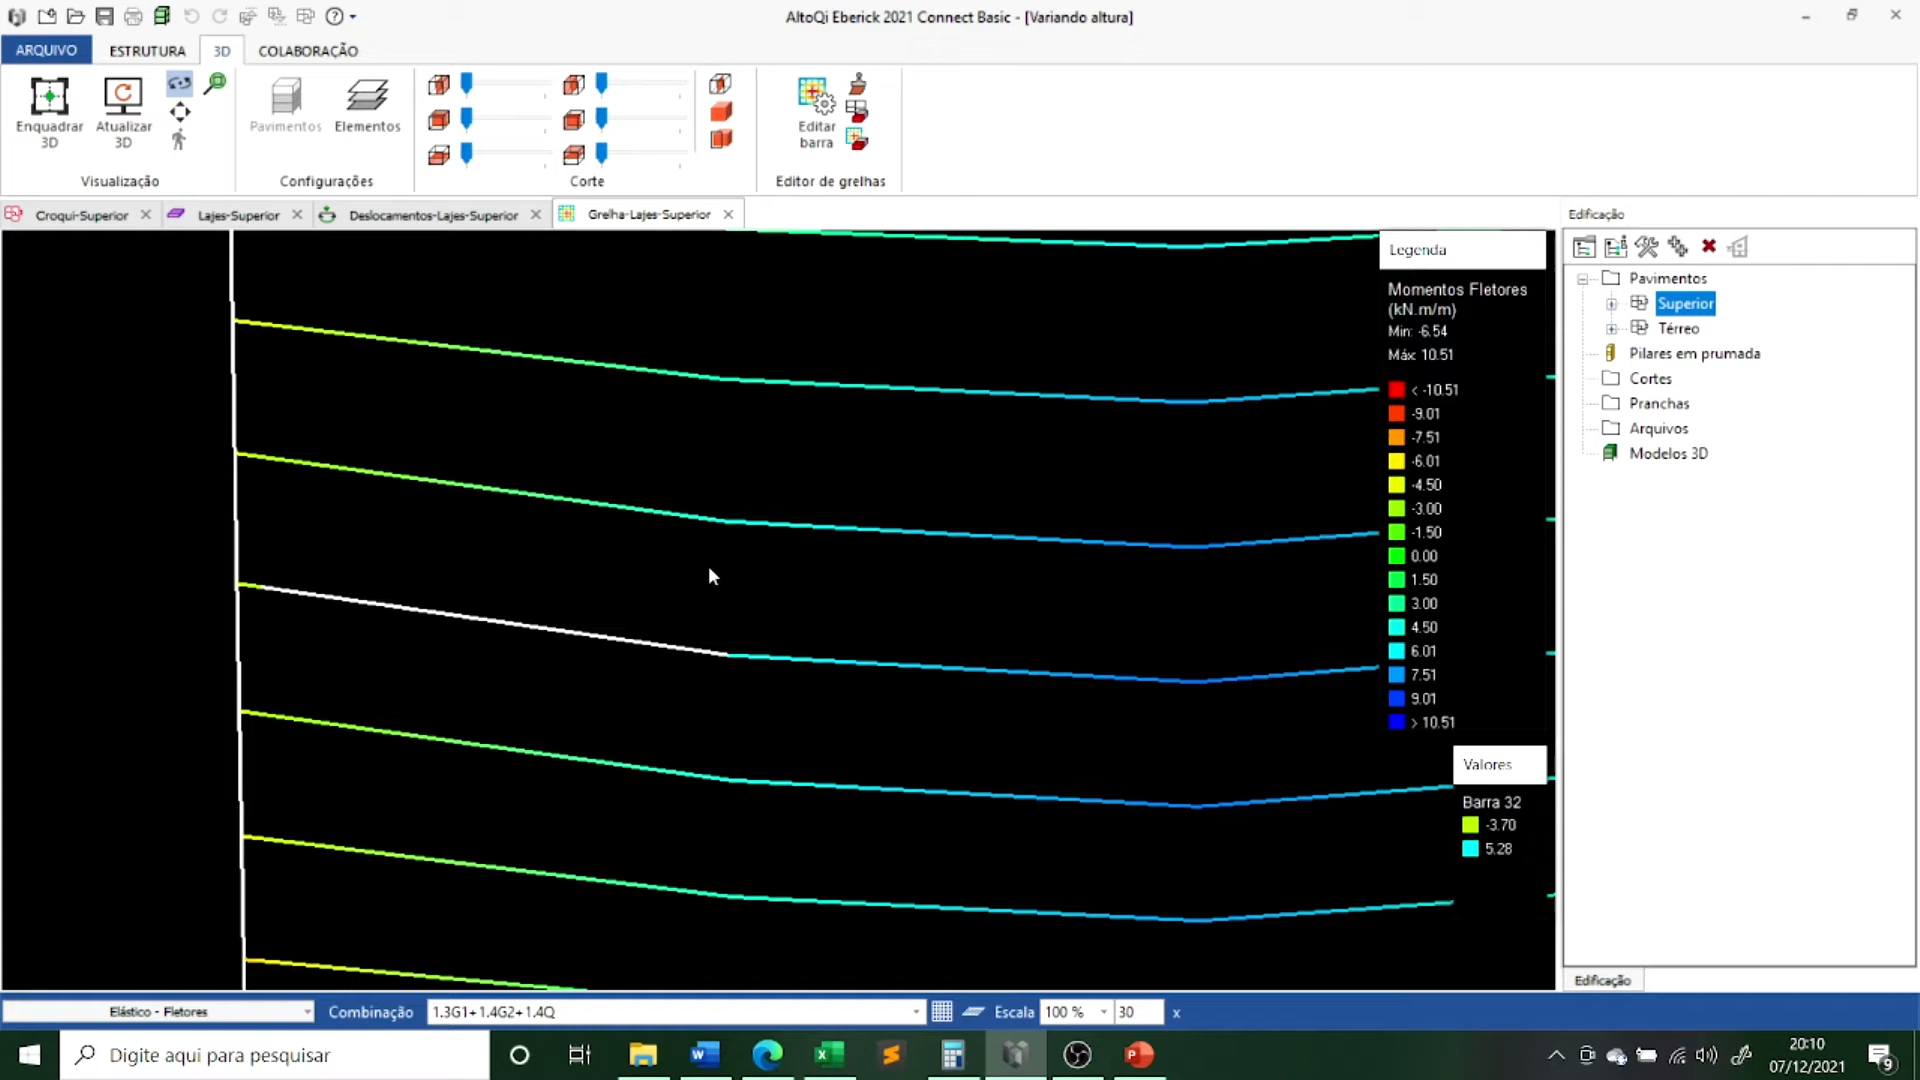 AltoQi Eberick 2021 Connect Basic - [Variando altura]
ARQUIVO
ESTRUTURA
3D
COLABORAÇÃO
Enquadrar
3D
Atualizar
3D
Pavimentos
Elementos
Editar
barra
Visualização
Configurações
Corte
Editor de grelhas
Croqui-Superior
Lajes-Superior
Deslocamentos-Lajes-Superior
Grelha-Lajes-Superior
Edificação
Legenda
Momentos Fletores
(kN.m/m)
Min: -6.54
Máx: 10.51
< -10.51
-9.01
-7.51
-6.01
-4.50
-3.00
-1.50
0.00
1.50
3.00
4.50
6.01
7.51
9.01
> 10.51
Valores
Barra 32
-3.70
5.28
Pavimentos
Superior
Térreo
Pilares em prumada
Cortes
Pranchas
Arquivos
Modelos 3D
Edificação
Elástico - Fletores
Combinação
1.3G1+1.4G2+1.4Q
Escala
100 %
30
x
Digite aqui para pesquisar
20:10
07/12/2021
9